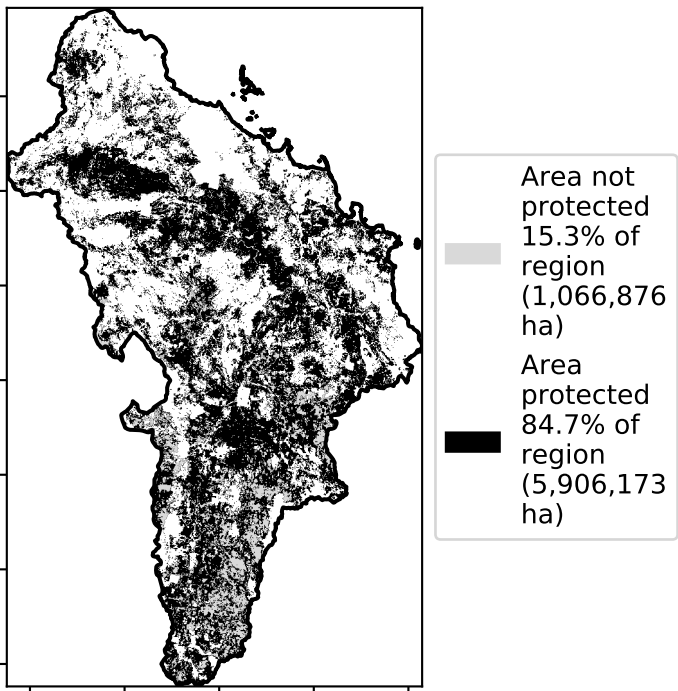 Area not
protected
15.3% of
region
(1,066,876
ha)
Area
protected
84.7% of
region
(5,906,173
ha)